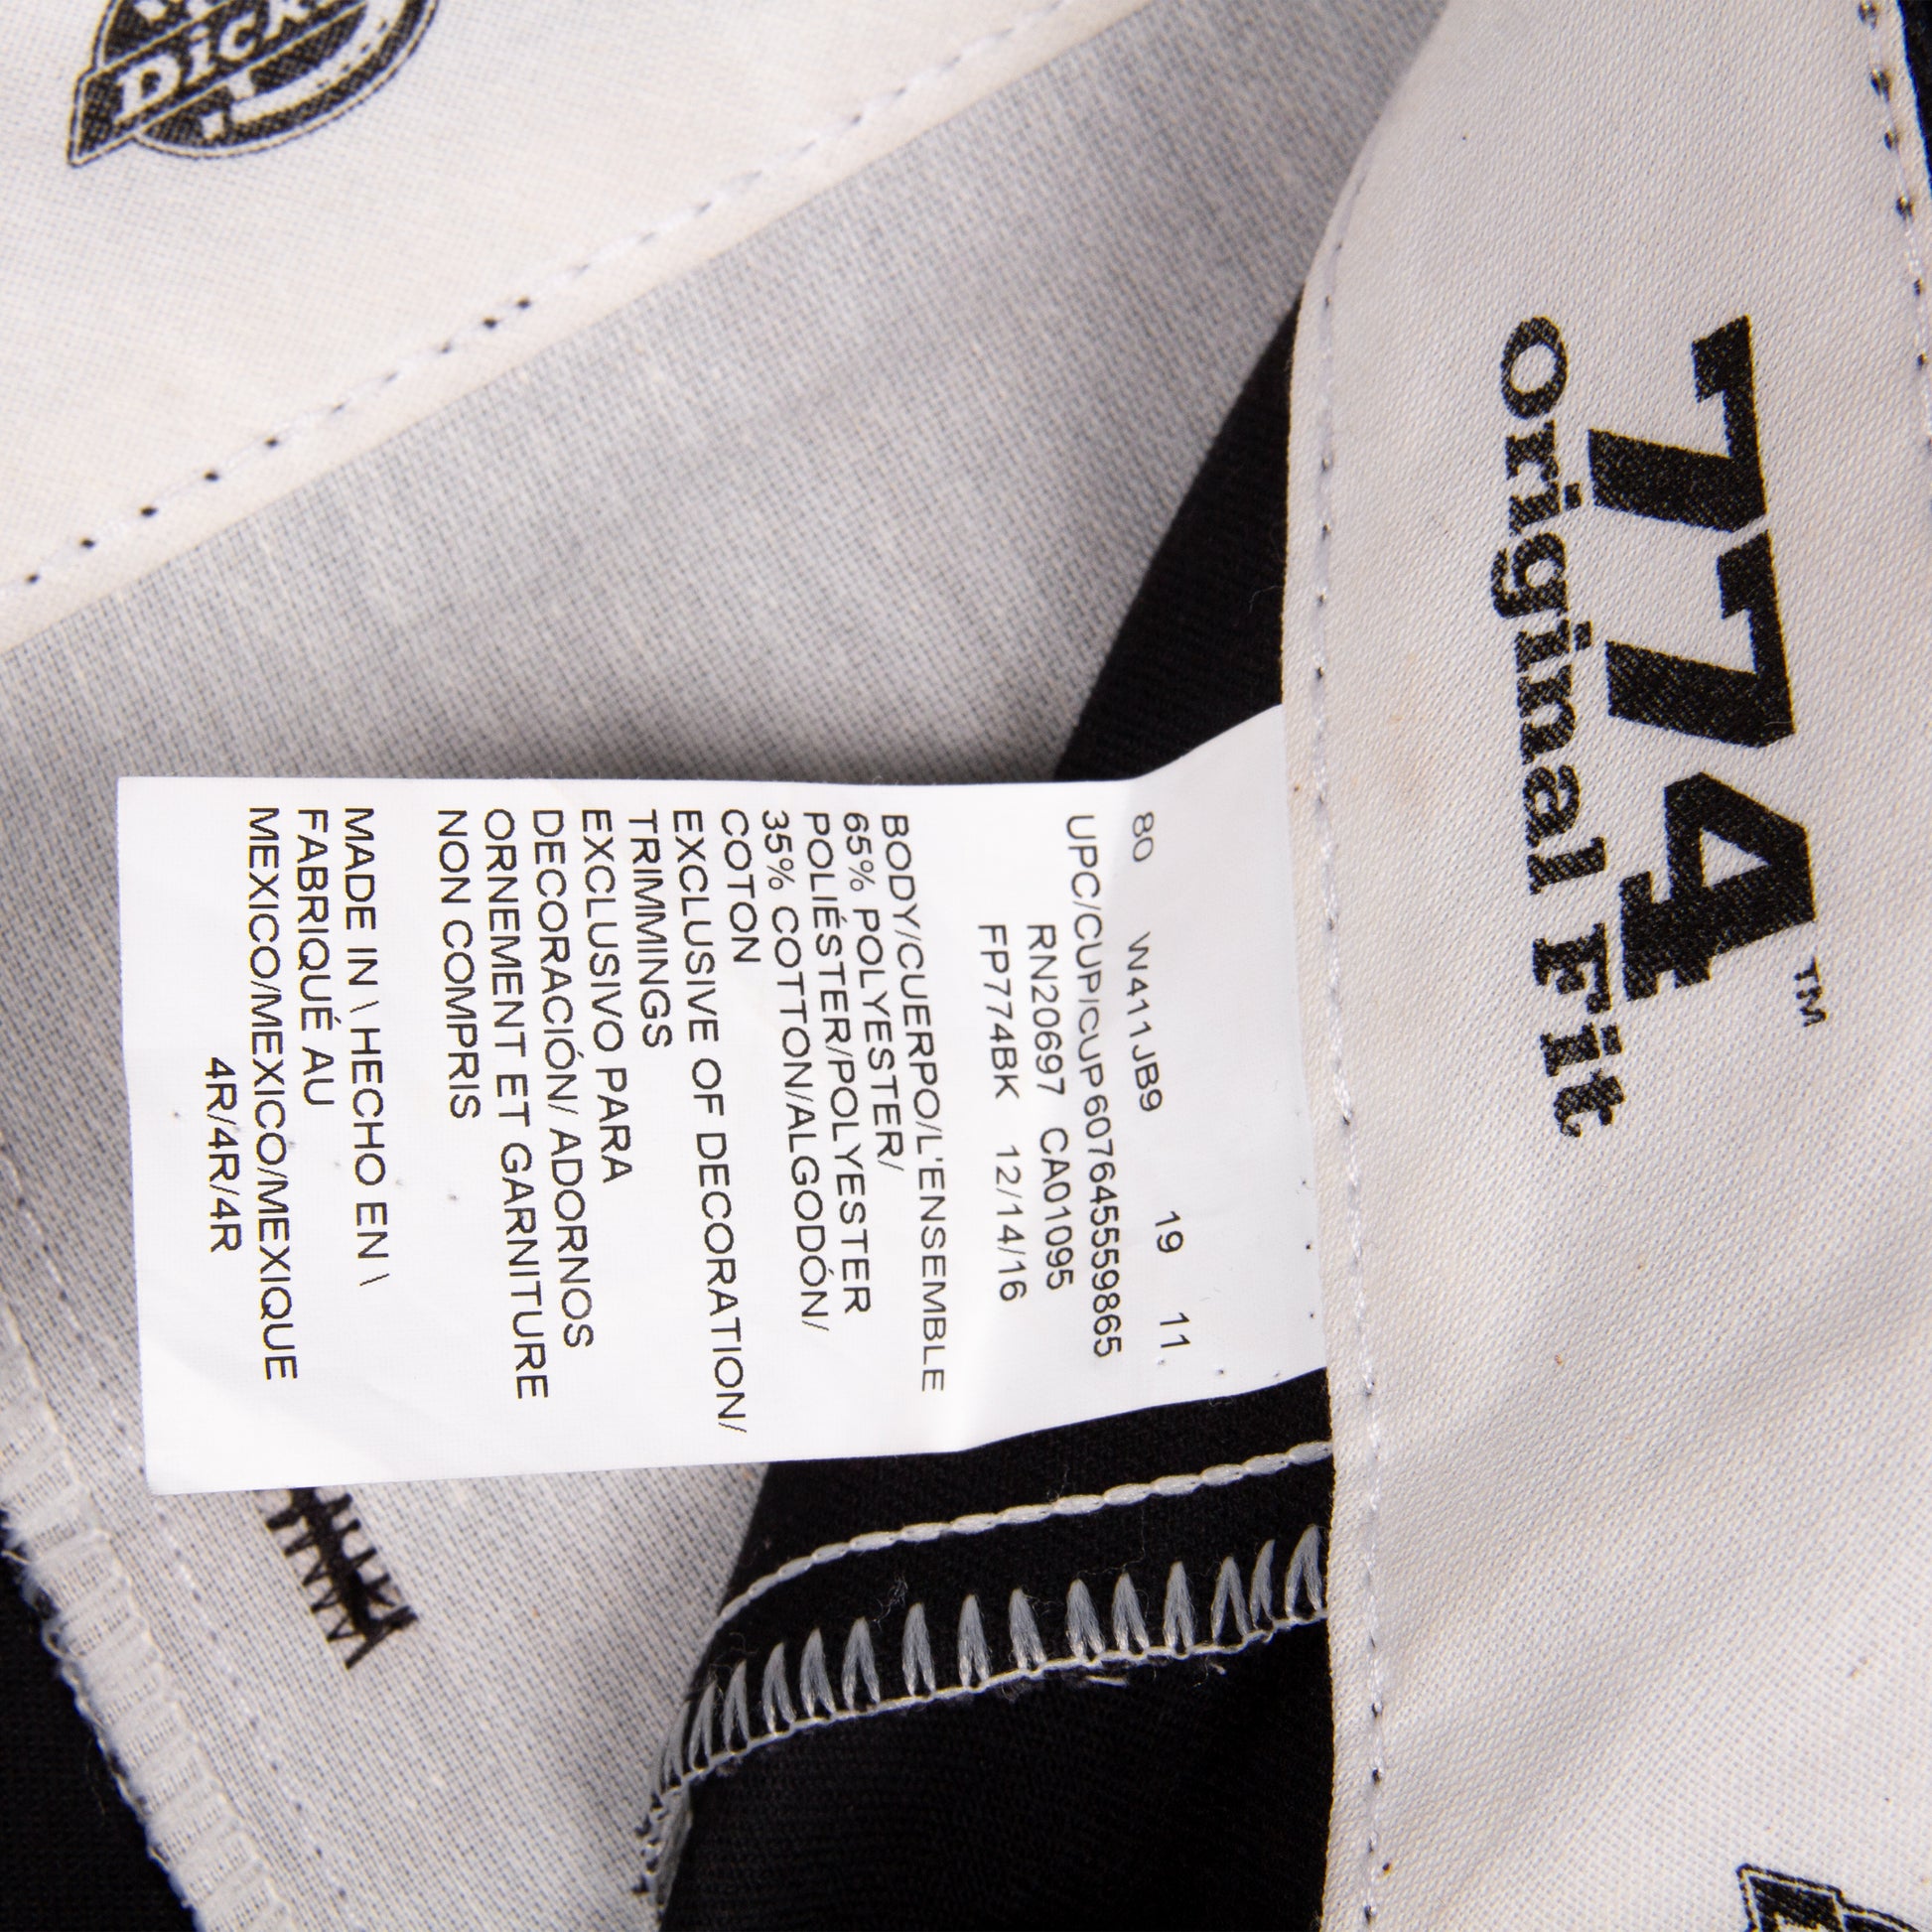 DICK
774™
Original Fit
80 W411JB9 19 11
UPC/CUP/CUP 607645559865
RN20697 CA01095
FP774BK 12/14/16
BODY/CUERPO/L'ENSEMBLE
65% POLYESTER/
POLIÉSTER/POLYESTER
35% COTTON/ALGODÓN/
COTON
EXCLUSIVE OF DECORATION/
TRIMMINGS
EXCLUSIVO PARA
DECORACIÓN/ ADORNOS
ORNEMENT ET GARNITURE
NON COMPRIS
MADE IN \ HECHO EN \
FABRIQUÉ AU
MEXICO/MEXICO/MEXIQUE
4R/4R/4R